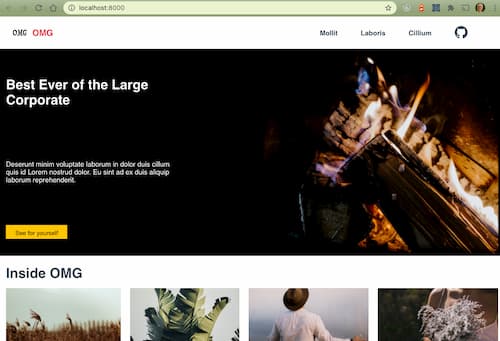 localhost:8000
OMG OMG
Mollit
Laboris
Cillium
Best Ever of the Large
Corporate
Deserunt minim voluptate laborum in dolor duis cillum
quis id Lorem nostrud dolor. Eu sint ad ex duis aliquip
laborum reprehenderit.
See for yourself
Inside OMG